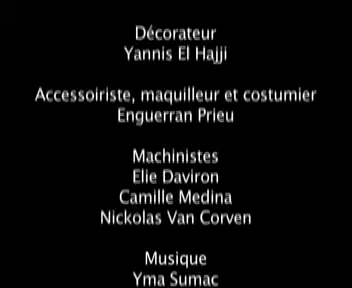 Décorateur
Yannis El Hajji
Accessoiriste, maquilleur et costumier
Enguerran Prieu
Machinistes
Elie Daviron
Camille Medina
Nickolas Van Corven
Musique
Yma Sumac